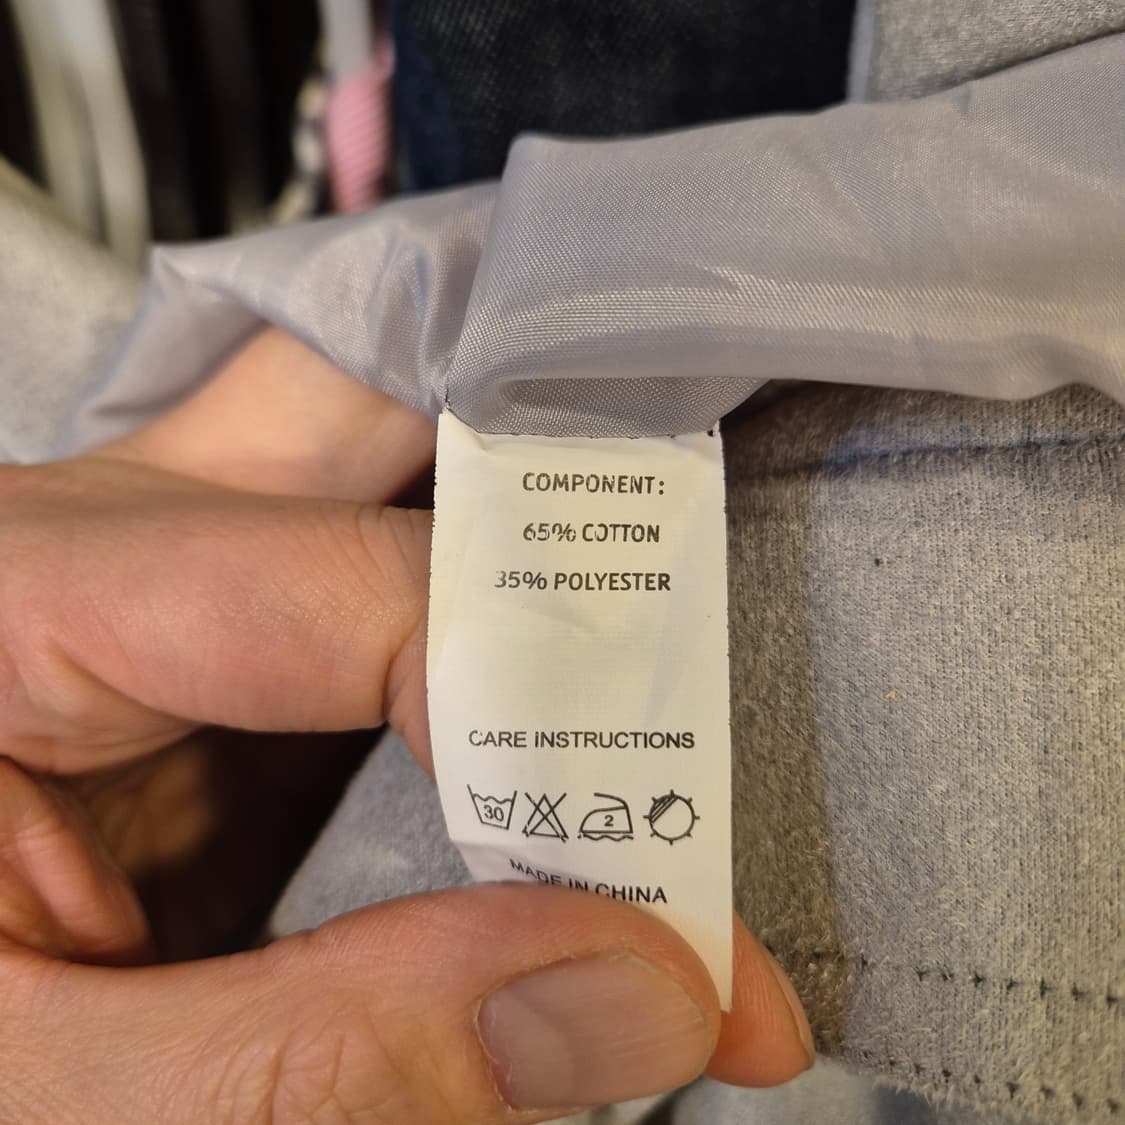 COMPONENT:
65% COTTON
35% POLYESTER
CARE INSTRUCTIONS
30 2
MADE IN CHINA